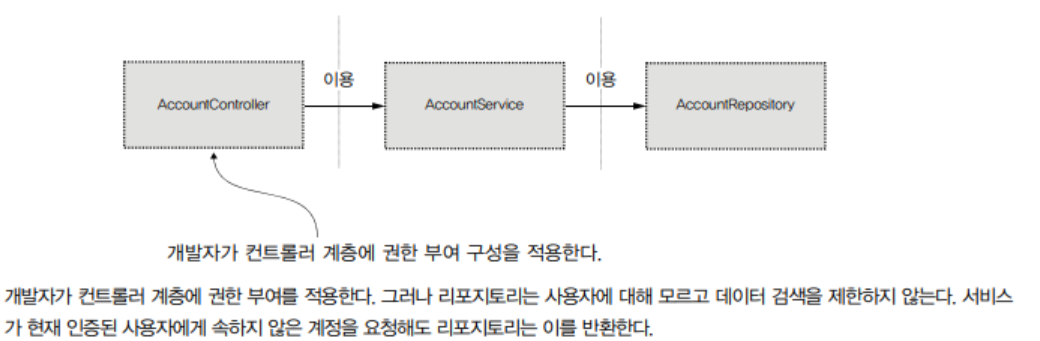 이용
이용
AccountController
AccountService
AccountRepository
개발자가 컨트롤러 계층에 권한 부여 구성을 적용한다.
개발자가 컨트롤러 계층에 권한 부여를 적용한다. 그러나 리포지토리는 사용자에 대해 모르고 데이터 검색을 제한하지 않는다. 서비스
가 현재 인증된 사용자에게 속하지 않은 계정을 요청해도 리포지토리는 이를 반환한다.